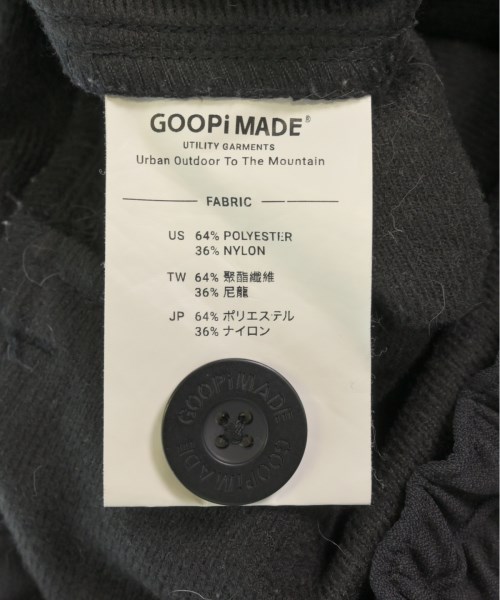 GOOPiMADE®
UTILITY GARMENTS
Urban Outdoor To The Mountain
FABRIC
US 64% POLYESTER
36% NYLON
TW 64% 聚酯纖維
36% 尼龍
JP 64% ポリエステル
36% ナイロン
GOOPiMADE
GOOPiMADE